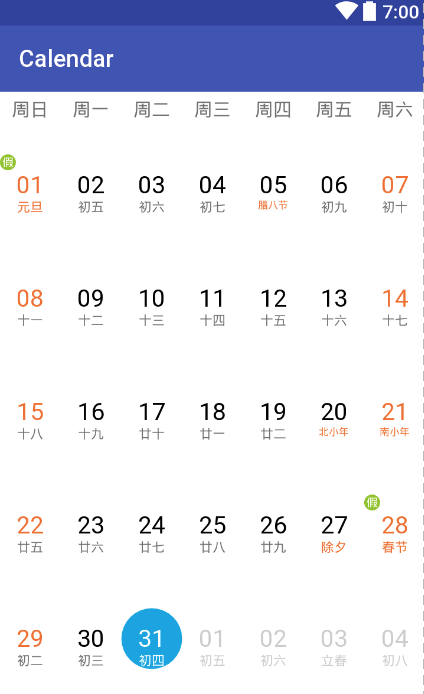 7:00
Calendar
周日 周一 周二 周三 周四 周五 周六
假
01 02 03 04 05 06 07
元旦 初五 初六 初七 腊八节 初九 初十
08 09 10 11 12 13 14
十一 十二 十三 十四 十五 十六 十七
15 16 17 18 19 20 21
十八 十九 廿十 廿一 廿二 北小年 南小年
假
22 23 24 25 26 27 28
廿五 廿六 廿七 廿八 廿九 除夕 春节
29 30 31 01 02 03 04
初二 初三 初四 初五 初六 立春 初八